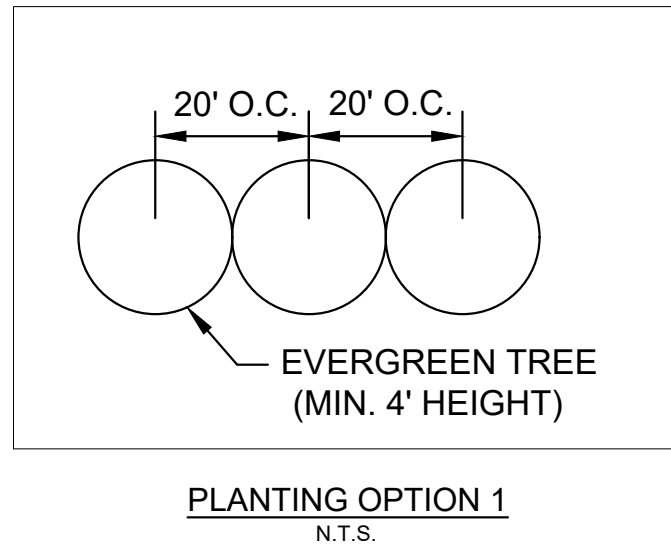 20' O.C. 20' O.C.
EVERGREEN TREE
(MIN. 4' HEIGHT)
PLANTING OPTION 1
N.T.S.